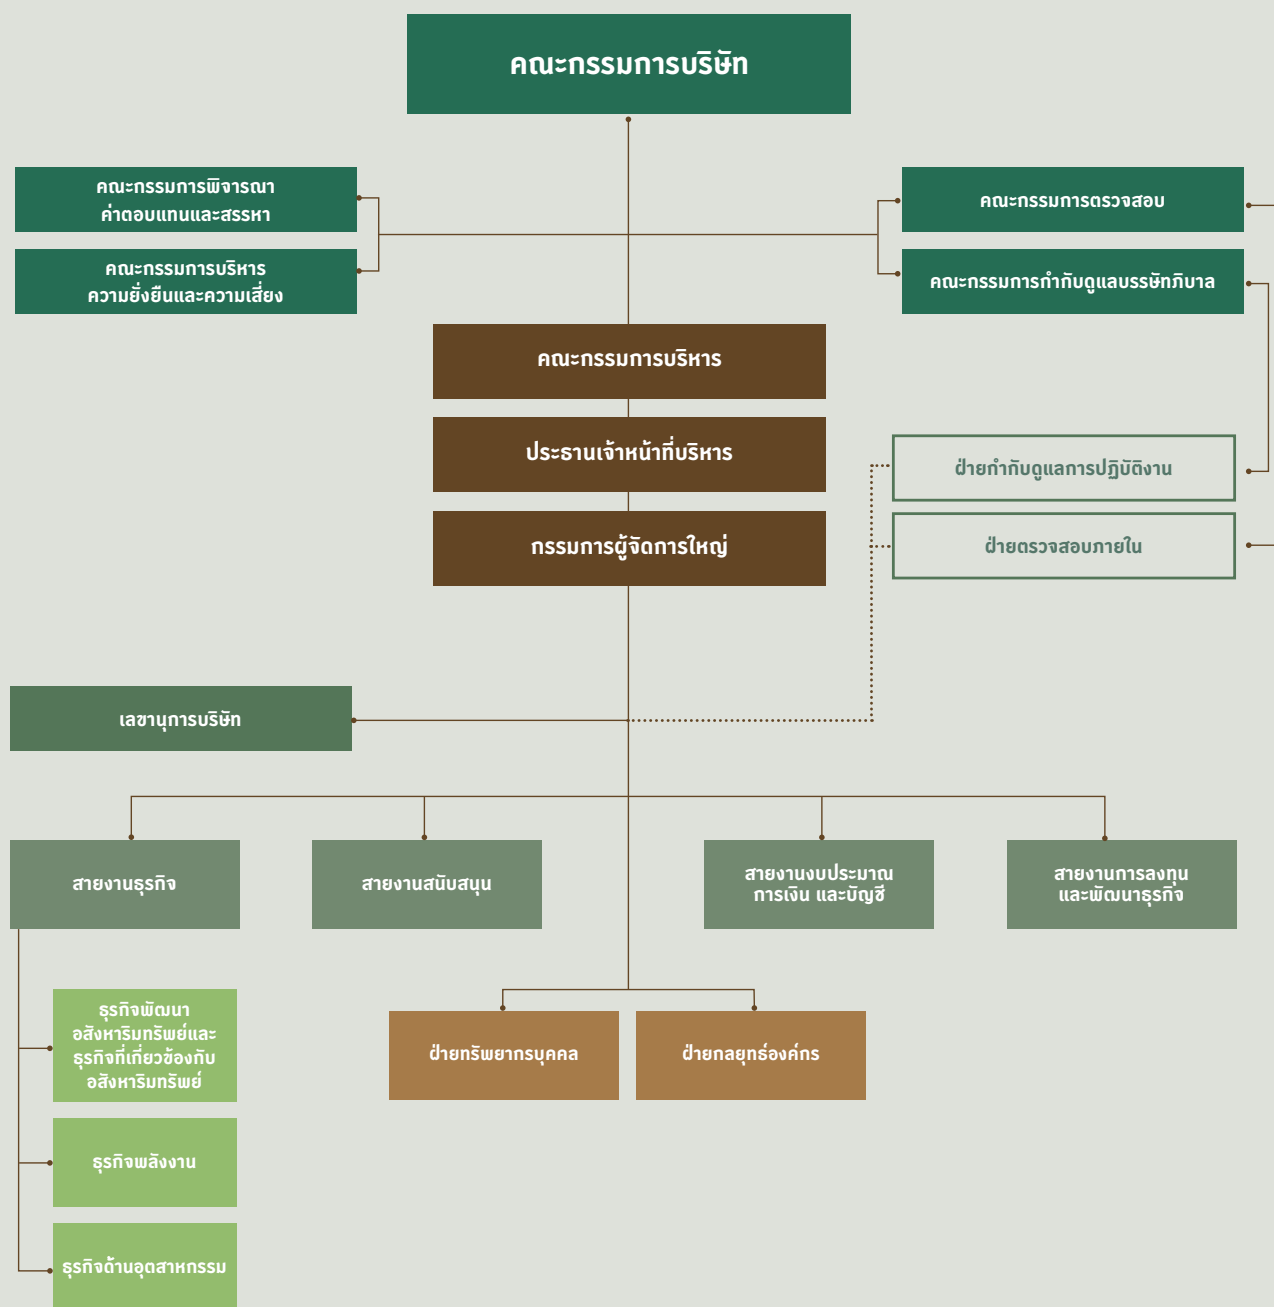 คณะกรรมการบริษัท
คณะกรรมการพิจารณา
ค่าตอบแทนและสรรหา
คณะกรรมการตรวจสอบ
คณะกรรมการบริหาร
ความยั่งยืนและความเสี่ยง
คณะกรรมการกำกับดูแลบรรษัทภิบาล
คณะกรรมการบริหาร
ประธานเจ้าหน้าที่บริหาร
ฝ่ายกำกับดูแลการปฏิบัติงาน
กรรมการผู้จัดการใหญ่
ฝ่ายตรวจสอบภายใน
เลขานุการบริษัท
สายงานธุรกิจ
สายงานสนับสนุน
สายงานงบประมาณ
การเงิน และบัญชี
สายงานการลงทุน
และพัฒนาธุรกิจ
ธุรกิจพัฒนา
อสังหาริมทรัพย์และ
ธุรกิจที่เกี่ยวข้องกับ
อสังหาริมทรัพย์
ฝ่ายทรัพยากรบุคคล
ฝ่ายกลยุทธ์องค์กร
ธุรกิจพลังงาน
ธุรกิจด้านอุตสาหกรรม